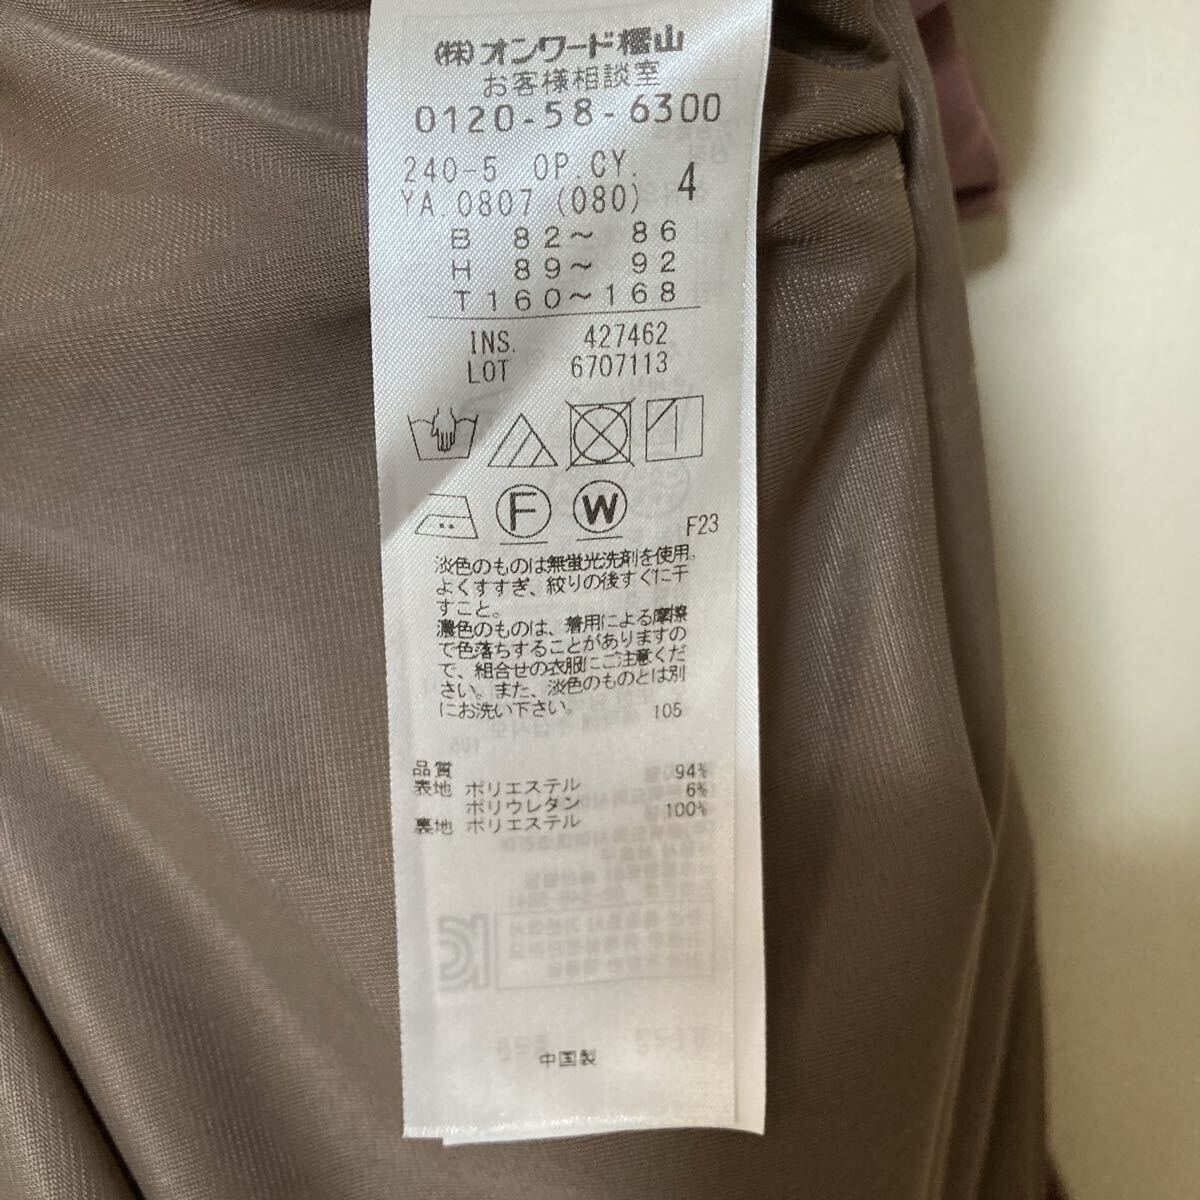 (株)オンワード樫山
お客様相談室
0120-58-6300
240-5 OP.CY.
YA.0807 (080) 4
B 82～ 86
H 89～ 92
T160～168
INS. 427462
LOT 6707113
F
W
F23
淡色のものは無蛍光洗剤を使用。
よくすすぎ、絞りの後すぐに干
すこと。
濃色のものは、着用による摩擦
で色落ちすることがありますの
で、組合せの衣服にご注意くだ
さい。また、淡色のものとは別
にお洗い下さい。 105
品質
表地 ポリエステル 94%
ポリウレタン 6%
裏地 ポリエステル 100%
中国製